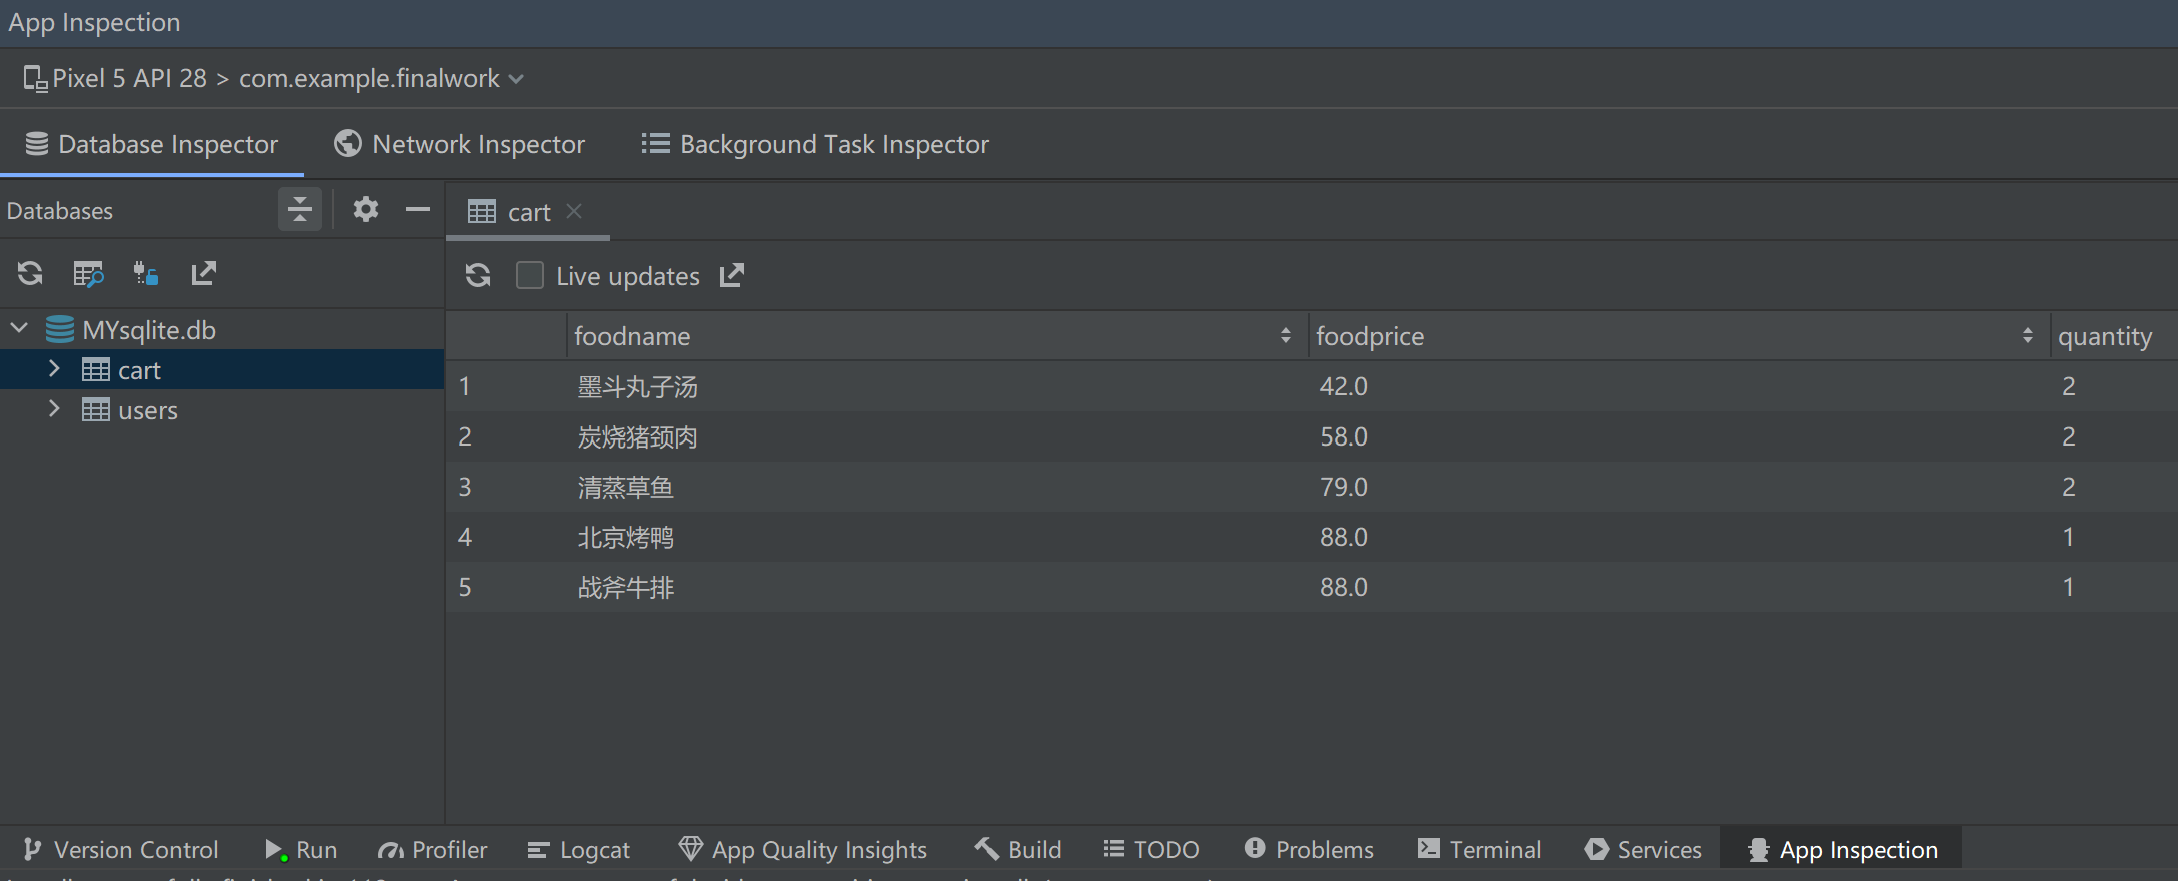 App Inspection
Pixel 5 API 28 > com.example.finalwork
Database Inspector Network Inspector Background Task Inspector
Databases
cart
Live updates
MYsqlite.db
cart
users
foodname foodprice quantity
1 墨斗丸子汤 42.0 2
2 炭烧猪颈肉 58.0 2
3 清蒸草鱼 79.0 2
4 北京烤鸭 88.0 1
5 战斧牛排 88.0 1
Version Control Run Profiler Logcat App Quality Insights Build TODO Problems Terminal Services App Inspection